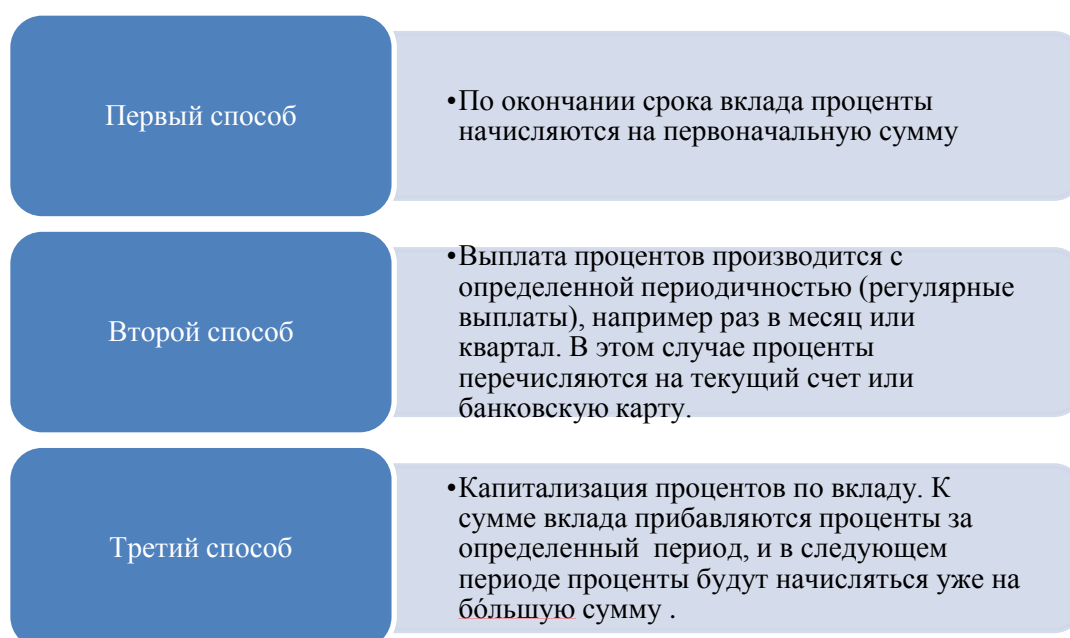 Первый способ
•По окончании срока вклада проценты
начисляются на первоначальную сумму
Второй способ
•Выплата процентов производится с
определенной периодичностью (регулярные
выплаты), например раз в месяц или
квартал. В этом случае проценты
перечисляются на текущий счет или
банковскую карту.
Третий способ
•Капитализация процентов по вкладу. К
сумме вклада прибавляются проценты за
определенный  период, и в следующем
периоде проценты будут начисляться уже на
бо́льшую сумму .